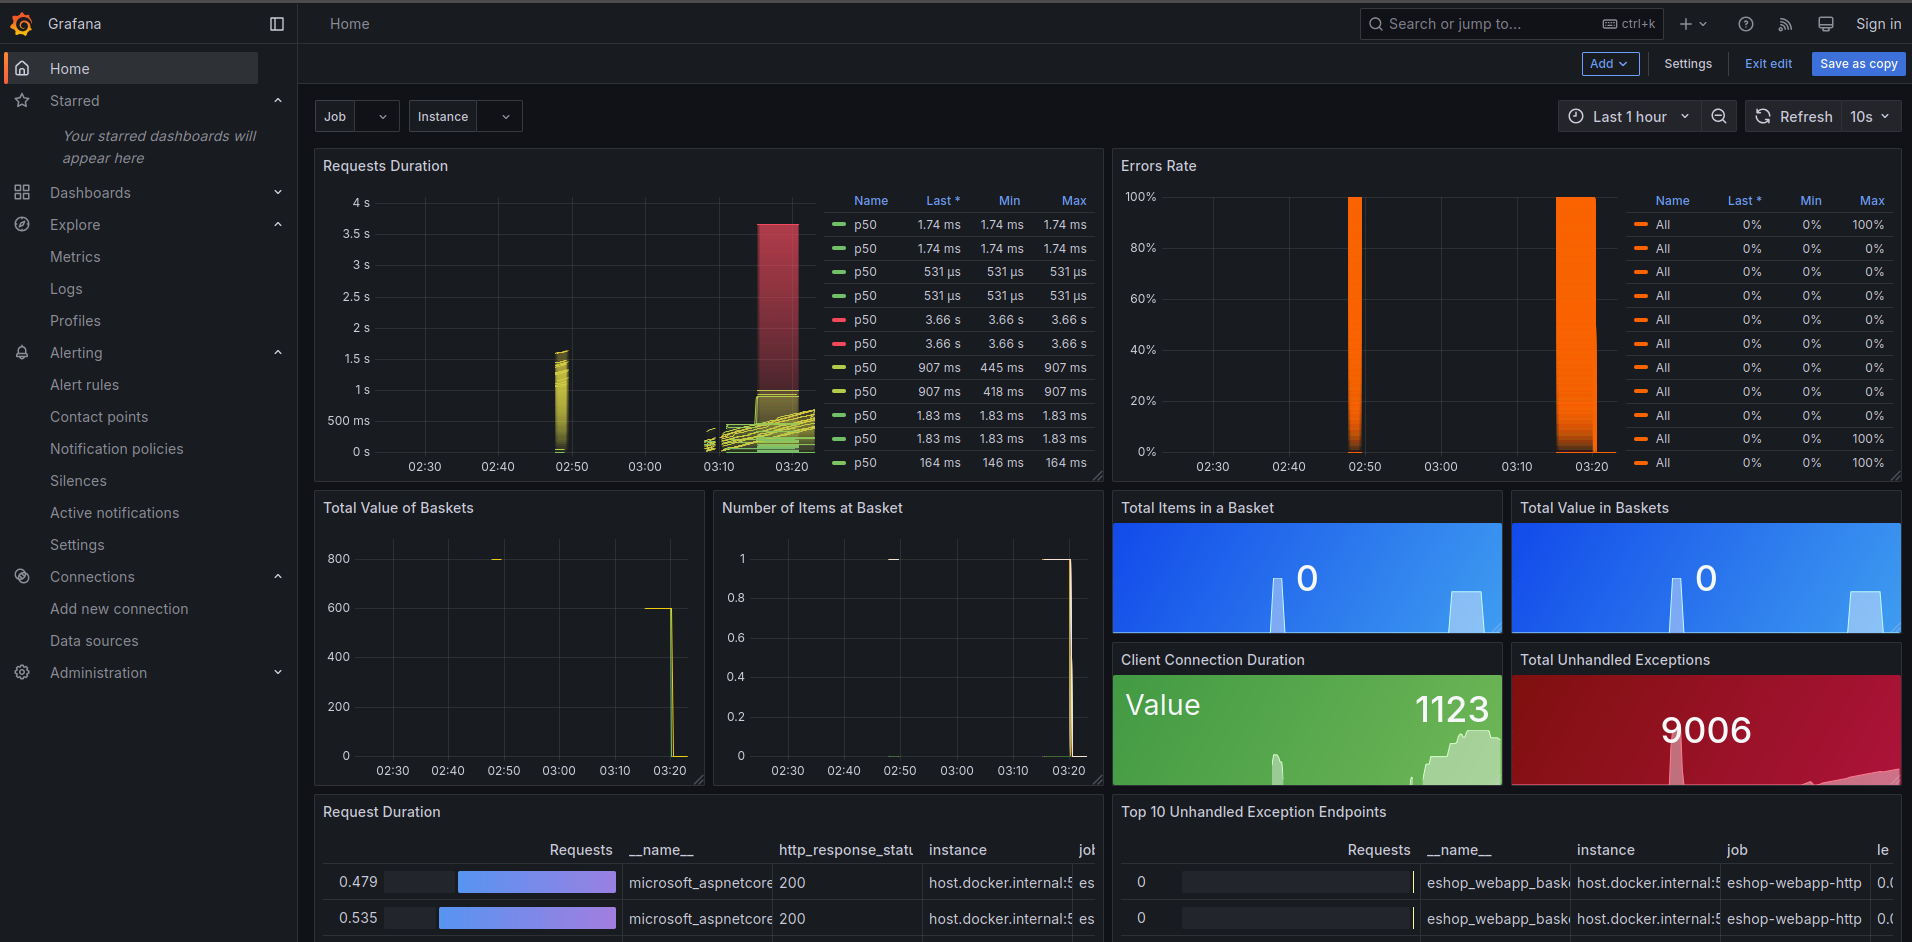 Grafana
Home
Search or jump to...
ctrl+k
Sign in
Add
Settings
Exit edit
Save as copy
Home
Starred
Your starred dashboards will
appear here
Dashboards
Explore
Metrics
Logs
Profiles
Alerting
Alert rules
Contact points
Notification policies
Silences
Active notifications
Settings
Connections
Add new connection
Data sources
Administration
Job
Instance
Last 1 hour
Refresh
10s
Requests Duration
4 s
3.5 s
3 s
2.5 s
2 s
1.5 s
1 s
500 ms
0 s
02:30 02:40 02:50 03:00 03:10 03:20
Name Last * Min Max
p50 1.74 ms 1.74 ms 1.74 ms
p50 1.74 ms 1.74 ms 1.74 ms
p50 531 µs 531 µs 531 µs
p50 531 µs 531 µs 531 µs
p50 3.66 s 3.66 s 3.66 s
p50 3.66 s 3.66 s 3.66 s
p50 907 ms 445 ms 907 ms
p50 907 ms 418 ms 907 ms
p50 1.83 ms 1.83 ms 1.83 ms
p50 1.83 ms 1.83 ms 1.83 ms
p50 164 ms 146 ms 164 ms
Errors Rate
100%
80%
60%
40%
20%
0%
02:30 02:40 02:50 03:00 03:10 03:20
Name Last * Min Max
All 0% 0% 100%
All 0% 0% 0%
All 0% 0% 0%
All 0% 0% 0%
All 0% 0% 0%
All 0% 0% 0%
All 0% 0% 0%
All 0% 0% 0%
All 0% 0% 0%
All 0% 0% 100%
All 0% 0% 100%
Total Value of Baskets
800
600
400
200
0
02:30 02:40 02:50 03:00 03:10 03:20
Number of Items at Basket
1
0.8
0.6
0.4
0.2
0
02:30 02:40 02:50 03:00 03:10 03:20
Total Items in a Basket
0
Total Value in Baskets
0
Client Connection Duration
Value 1123
Total Unhandled Exceptions
9006
Request Duration
Requests __name__ http_response_statu instance job
0.479 microsoft_aspnetcore 200 host.docker.internal:5 es
0.535 microsoft_aspnetcore 200 host.docker.internal:5 es
Top 10 Unhandled Exception Endpoints
Requests __name__ instance job le
0 eshop_webapp_bask host.docker.internal:5 eshop-webapp-http 0.0
0 eshop_webapp_bask host.docker.internal:5 eshop-webapp-http 0.0